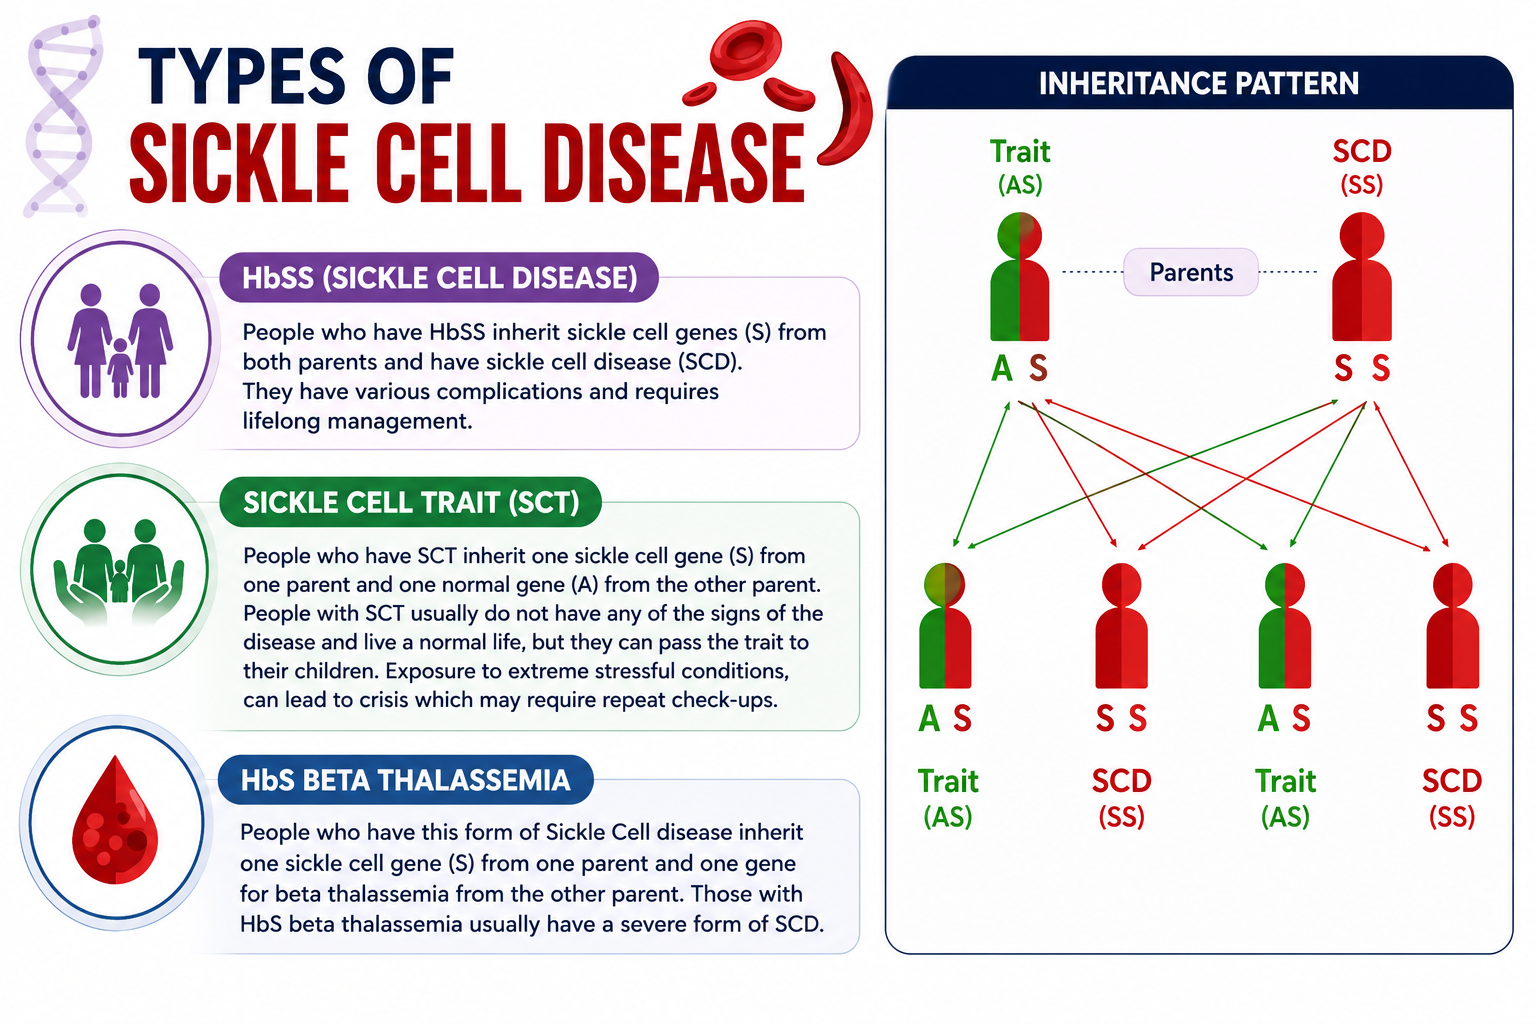 TYPES OF
SICKLE CELL DISEASE
HbSS (SICKLE CELL DISEASE)
People who have HbSS inherit sickle cell genes (S) from
both parents and have sickle cell disease (SCD).
They have various complications and requires
lifelong management.
SICKLE CELL TRAIT (SCT)
People who have SCT inherit one sickle cell gene (S) from
one parent and one normal gene (A) from the other parent.
People with SCT usually do not have any of the signs of the
disease and live a normal life, but they can pass the trait to
their children. Exposure to extreme stressful conditions,
can lead to crisis which may require repeat check-ups.
HbS BETA THALASSEMIA
People who have this form of Sickle Cell disease inherit
one sickle cell gene (S) from one parent and one gene
for beta thalassemia from the other parent. Those with
HbS beta thalassemia usually have a severe form of SCD.
INHERITANCE PATTERN
Trait SCD
(AS) (SS)
Parents
A S S S
A S S S A S S S
Trait SCD Trait SCD
(AS) (SS) (AS) (SS)